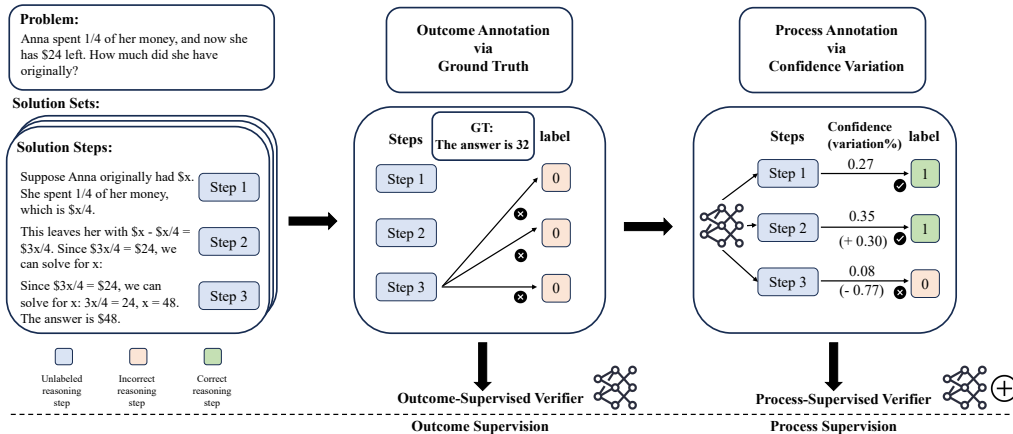 Problem:
Anna spent 1/4 of her money, and now she
has $24 left. How much did she have
originally?
Solution Sets:
Solution Steps:
Suppose Anna originally had $x.
She spent 1/4 of her money,
which is $x/4.
Step 1
This leaves her with $x - $x/4 =
$3x/4. Since $3x/4 = $24, we
can solve for x:
Step 2
Since $3x/4 = $24, we can
solve for x: 3x/4 = 24, x = 48.
The answer is $48.
Step 3
Unlabeled
reasoning
step
Incorrect
reasoning
step
Correct
reasoning
step
Outcome Annotation
via
Ground Truth
Steps
GT:
The answer is 32
label
Step 1
0
Step 2
0
Step 3
0
Outcome-Supervised Verifier
Outcome Supervision
Process Annotation
via
Confidence Variation
Steps
Confidence
(variation%)
label
Step 1
0.27
1
Step 2
0.35
(+ 0.30)
1
Step 3
0.08
(- 0.77)
0
Process-Supervised Verifier
Process Supervision